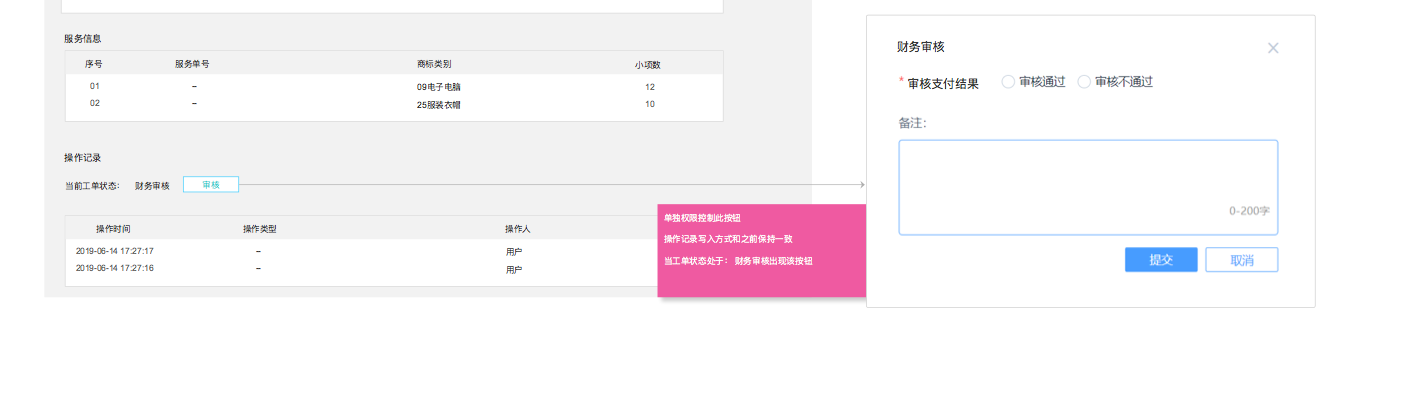 服务信息
序号 服务单号 商标类别 小项数
01 – 09电子电脑 12
02 – 25服装衣帽 10
操作记录
当前工单状态： 财务审核 审核
操作时间 操作类型 操作人
2019-06-14 17:27:17 – 用户
2019-06-14 17:27:16 – 用户
单独权限控制此按钮
操作记录写入方式和之前保持一致
当工单状态处于： 财务审核出现该按钮
财务审核
* 审核支付结果 审核通过 审核不通过
备注：
0-200字
提交 取消